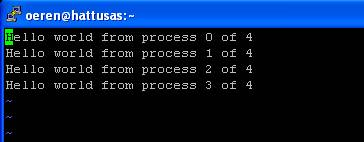 oeren@hattusas:~
Hello world from process 0 of 4
Hello world from process 1 of 4
Hello world from process 2 of 4
Hello world from process 3 of 4
~
~
~